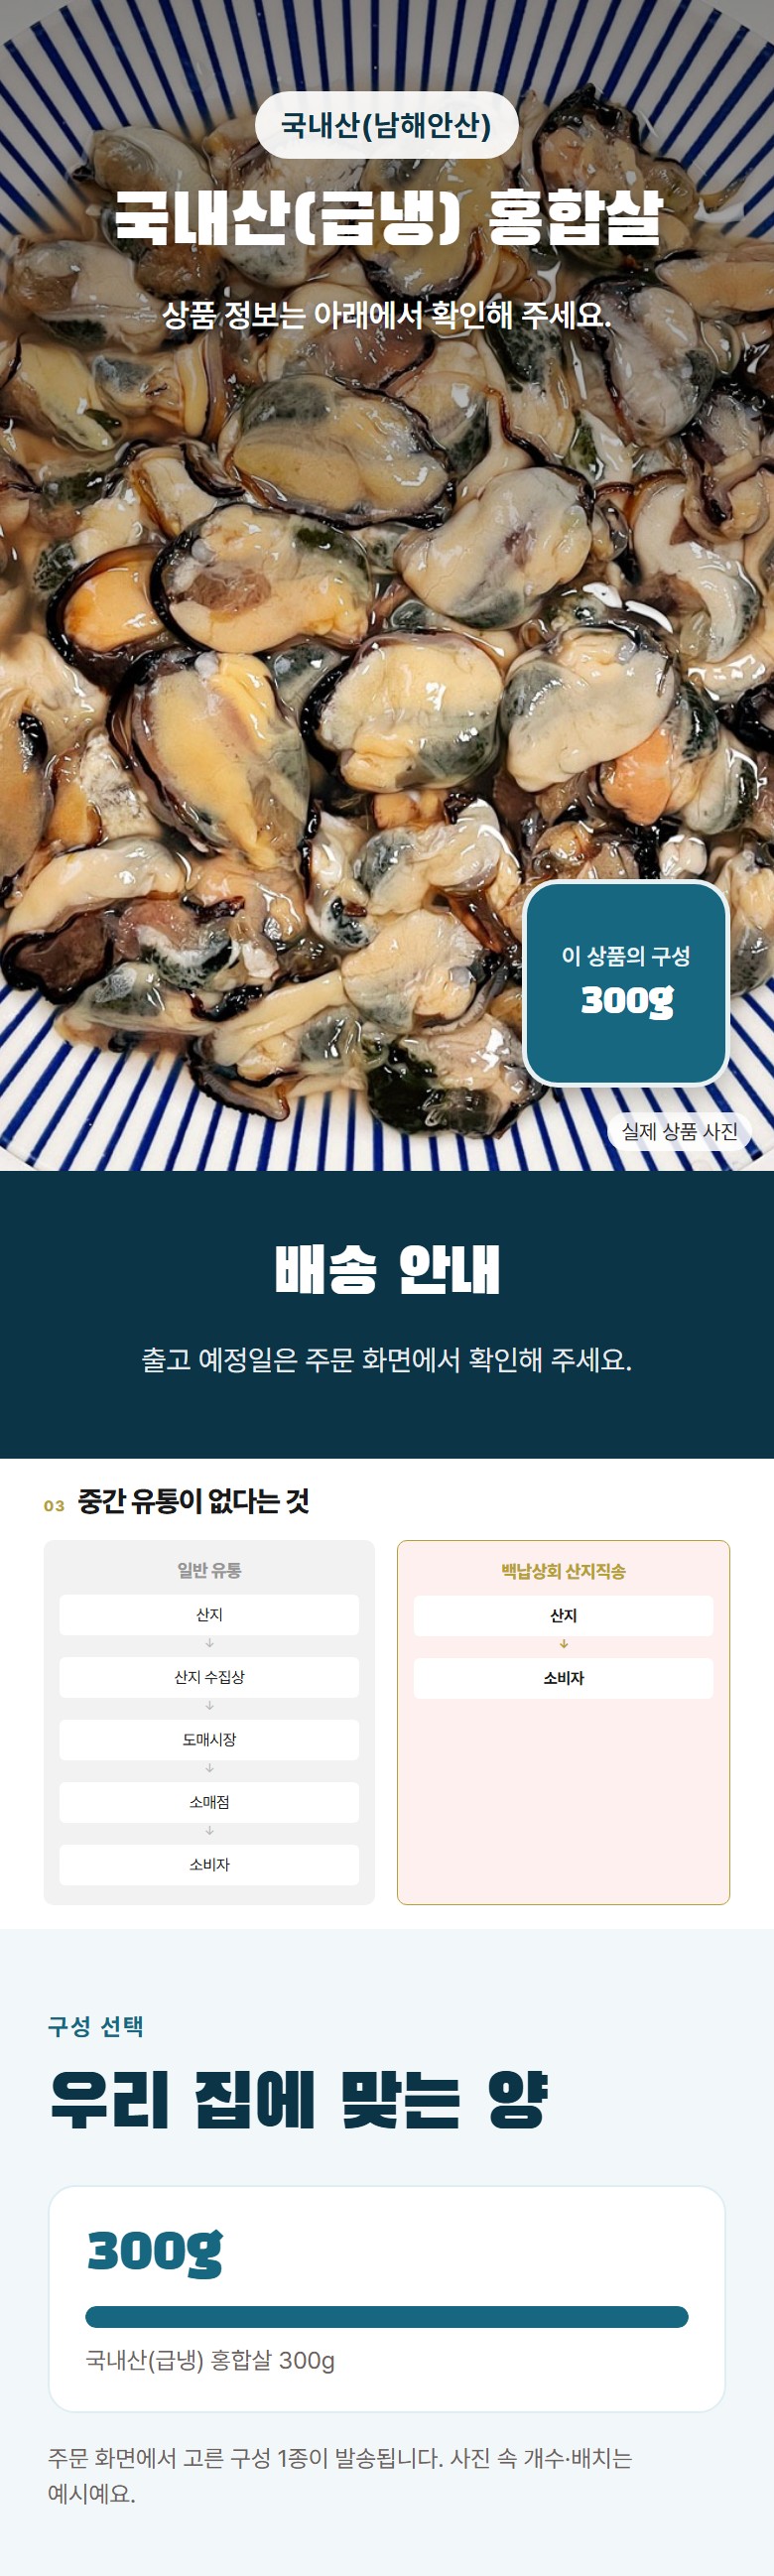 국내산(남해안산)
국내산(급냉) 홍합살
상품 정보는 아래에서 확인해 주세요.
이 상품의 구성
300g
실제 상품 사진
배송 안내
출고 예정일은 주문 화면에서 확인해 주세요.
03 중간 유통이 없다는 것
일반 유통
산지
↓
산지 수집상
↓
도매시장
↓
소매점
↓
소비자
백납상회 산지직송
산지
↓
소비자
구성 선택
우리 집에 맞는 양
300g
국내산(급냉) 홍합살 300g
주문 화면에서 고른 구성 1종이 발송됩니다. 사진 속 개수·배치는
예시예요.